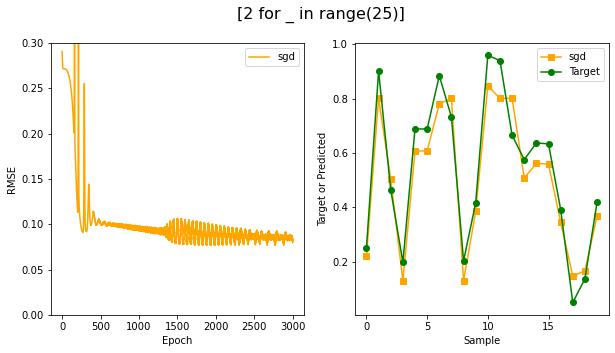 [2 for _ in range(25)]
0.30
0.25
0.20
0.15
0.10
0.05
0.00
RMSE
0 500 1000 1500 2000 2500 3000
Epoch
sgd
1.0
0.8
0.6
0.4
0.2
Target or Predicted
0 5 10 15
Sample
sgd
Target